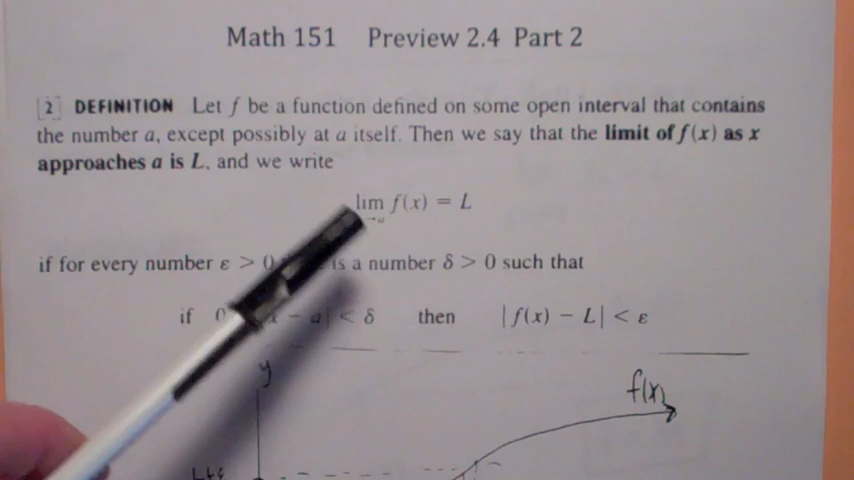 Math 151 Preview 2.4 Part 2
2 DEFINITION Let f be a function defined on some open interval that contains
the number a, except possibly at a itself. Then we say that the limit of f(x) as x
approaches a is L, and we write
lim f(x) = L
if for every number ε > 0 is a number δ > 0 such that
if 0 x − a| < δ then |f(x) − L| < ε
y
f(x)
L+ε